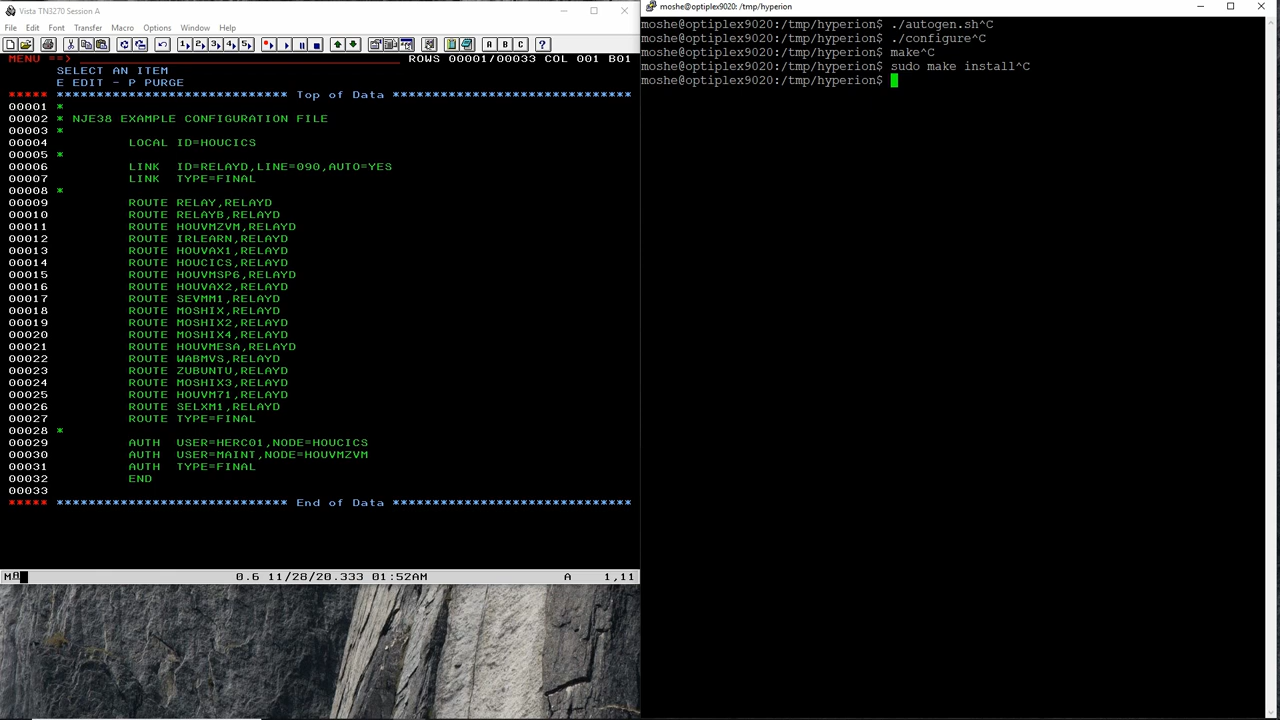 Vista TN3270 Session A
File Edit Font Transfer Macro Options Window Help
1 2 3 4 5 A B C ?
MENU ==> ROWS 00001/00033 COL 001 B01
SELECT AN ITEM
E EDIT - P PURGE
***** ***************************** Top of Data ******************************
00001 *
00002 * NJE38 EXAMPLE CONFIGURATION FILE
00003 *
00004 LOCAL ID=HOUCICS
00005 *
00006 LINK ID=RELAYD,LINE=090,AUTO=YES
00007 LINK TYPE=FINAL
00008 *
00009 ROUTE RELAY,RELAYD
00010 ROUTE RELAYB,RELAYD
00011 ROUTE HOUVMZVM,RELAYD
00012 ROUTE IRLEARN,RELAYD
00013 ROUTE HOUVAX1,RELAYD
00014 ROUTE HOUCICS,RELAYD
00015 ROUTE HOUVMSP6,RELAYD
00016 ROUTE HOUVAX2,RELAYD
00017 ROUTE SEVMM1,RELAYD
00018 ROUTE MOSHIX,RELAYD
00019 ROUTE MOSHIX2,RELAYD
00020 ROUTE MOSHIX4,RELAYD
00021 ROUTE HOUVMESA,RELAYD
00022 ROUTE WABMVS,RELAYD
00023 ROUTE ZUBUNTU,RELAYD
00024 ROUTE MOSHIX3,RELAYD
00025 ROUTE HOUVM71,RELAYD
00026 ROUTE SELXM1,RELAYD
00027 ROUTE TYPE=FINAL
00028 *
00029 AUTH USER=HERC01,NODE=HOUCICS
00030 AUTH USER=MAINT,NODE=HOUVMZVM
00031 AUTH TYPE=FINAL
00032 END
00033
***** ***************************** End of Data ******************************
0.6 11/28/20.333 01:52AM A 1,11
moshe@optiplex9020: /tmp/hyperion
moshe@optiplex9020:/tmp/hyperion$ ./autogen.sh^C
moshe@optiplex9020:/tmp/hyperion$ ./configure^C
moshe@optiplex9020:/tmp/hyperion$ make^C
moshe@optiplex9020:/tmp/hyperion$ sudo make install^C
moshe@optiplex9020:/tmp/hyperion$